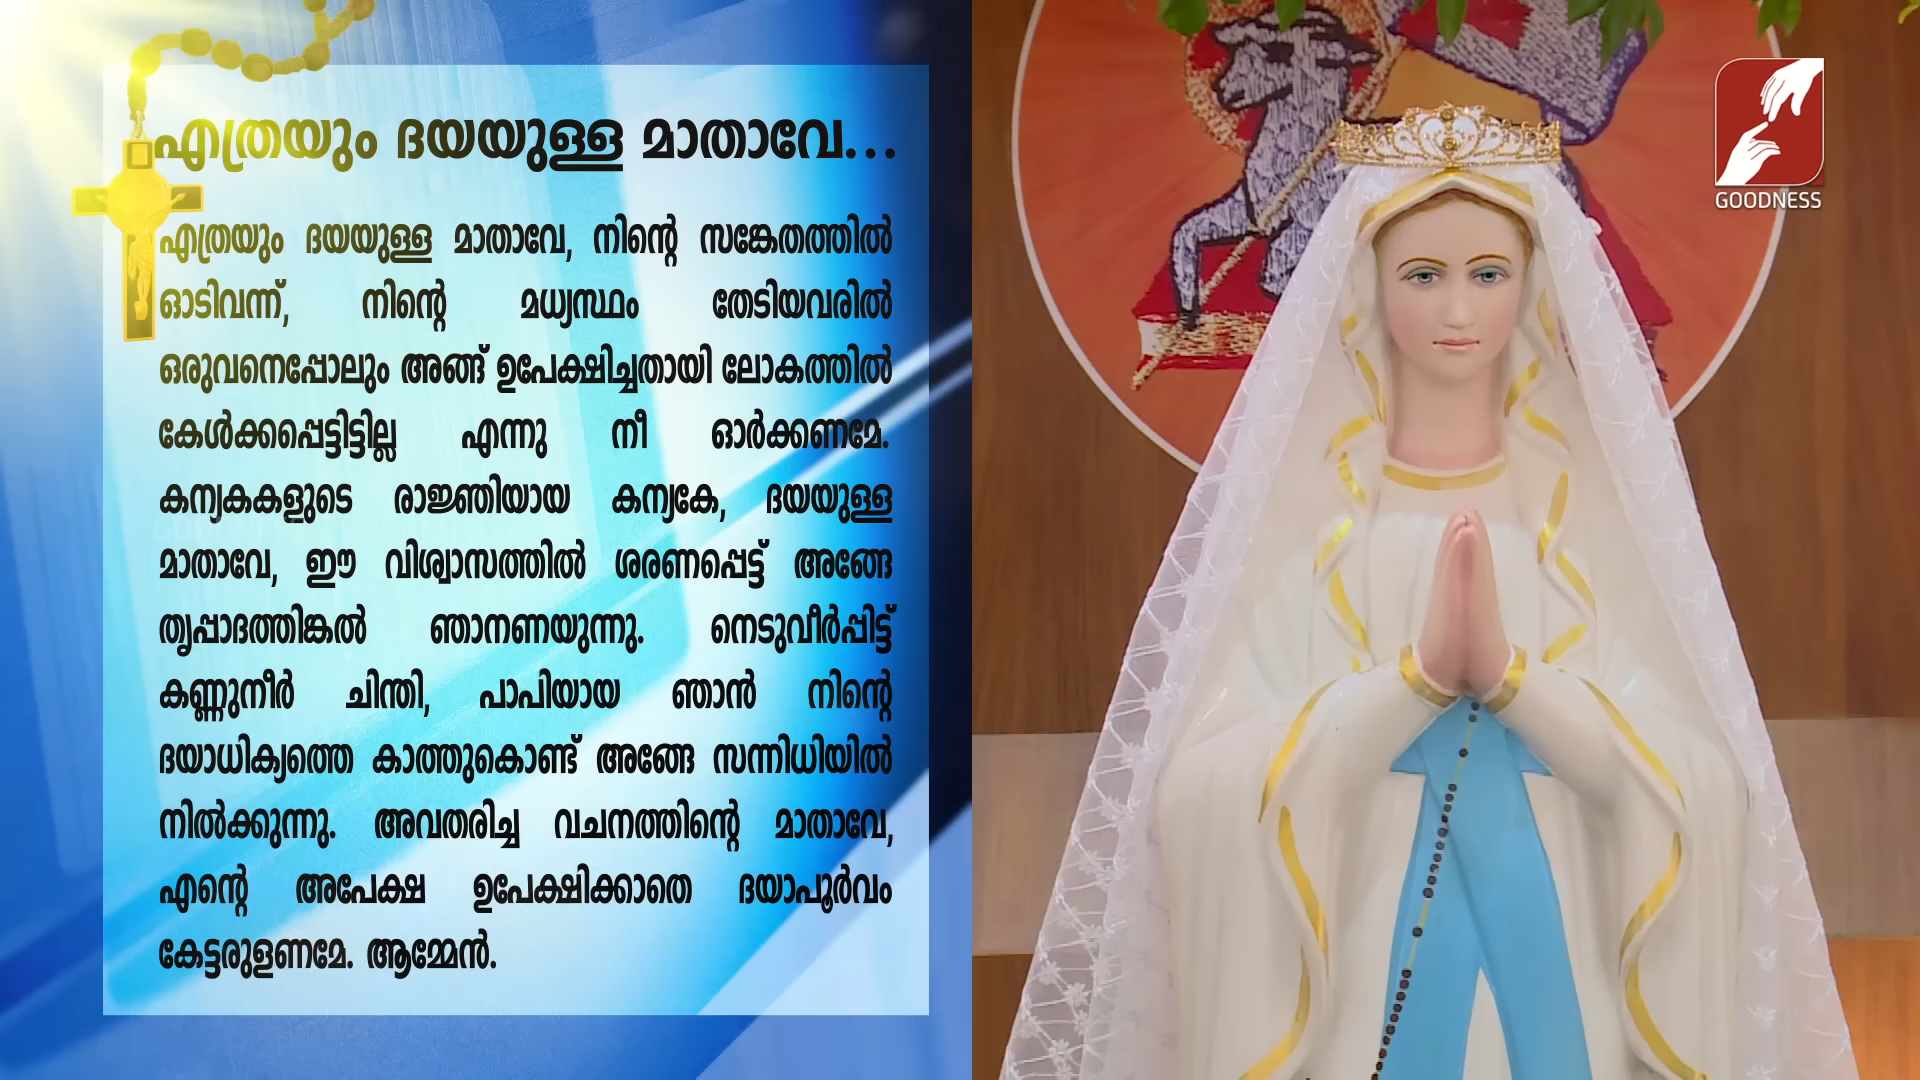 എത്രയും ദയയുള്ള മാതാവേ...
എത്രയും ദയയുള്ള മാതാവേ, നിന്റെ സങ്കേതത്തിൽ
ഓടിവന്ന്, നിന്റെ മധ്യസ്ഥം തേടിയവരിൽ
ഒരുവനെപ്പോലും അങ്ങ് ഉപേക്ഷിച്ചതായി ലോകത്തിൽ
കേൾക്കപ്പെട്ടിട്ടില്ല എന്നു നീ ഓർക്കണമേ.
കന്യകകളുടെ രാജ്ഞിയായ കന്യകേ, ദയയുള്ള
മാതാവേ, ഈ വിശ്വാസത്തിൽ ശരണപ്പെട്ട് അങ്ങേ
തൃപ്പാദത്തിങ്കൽ ഞാനണയുന്നു. നെടുവീർപ്പിട്ട്
കണ്ണുനീർ ചിന്തി, പാപിയായ ഞാൻ നിന്റെ
ദയാധിക്യത്തെ കാത്തുകൊണ്ട് അങ്ങേ സന്നിധിയിൽ
നിൽക്കുന്നു. അവതരിച്ച വചനത്തിന്റെ മാതാവേ,
എന്റെ അപേക്ഷ ഉപേക്ഷിക്കാതെ ദയാപൂർവം
കേട്ടരുളണമേ. ആമ്മേൻ.
GOODNESS